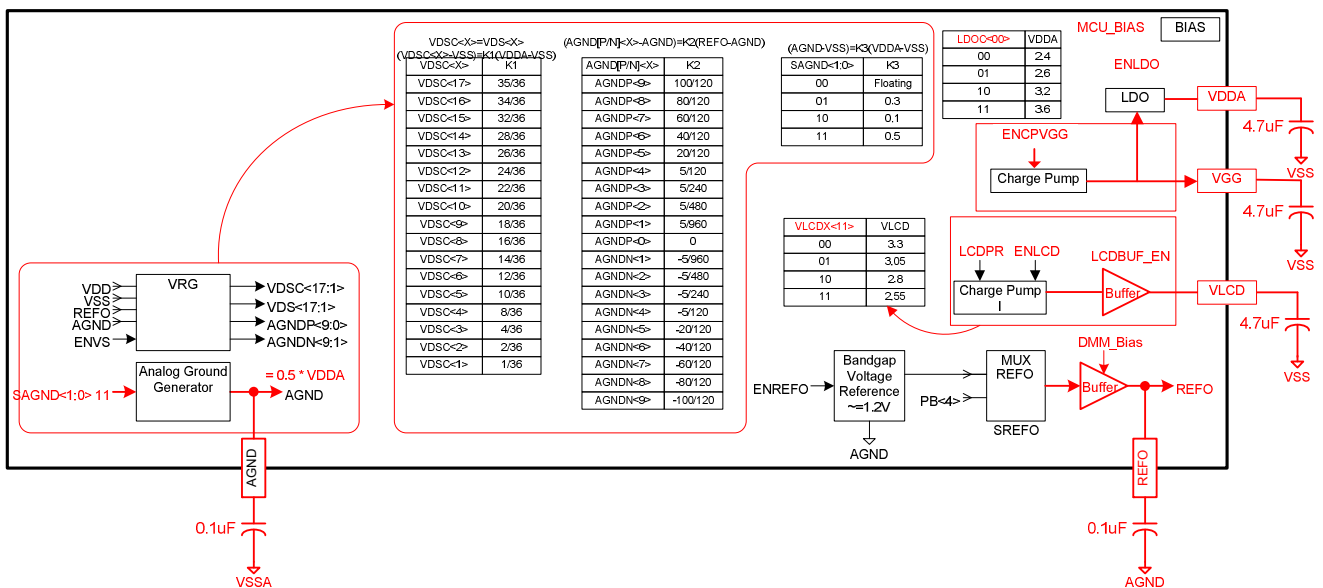 MCU_BIAS
BIAS
VDSC<X>=VDS<X>
(VDSC<X>-VSS)=K1(VDDA-VSS)
VDSC<X> K1
VDSC<17> 35/36
VDSC<16> 34/36
VDSC<15> 32/36
VDSC<14> 28/36
VDSC<13> 26/36
VDSC<12> 24/36
VDSC<11> 22/36
VDSC<10> 20/36
VDSC<9> 18/36
VDSC<8> 16/36
VDSC<7> 14/36
VDSC<6> 12/36
VDSC<5> 10/36
VDSC<4> 8/36
VDSC<3> 4/36
VDSC<2> 2/36
VDSC<1> 1/36
(AGND[P/N]<X>-AGND)=K2(REFO-AGND)
AGND[P/N]<X> K2
AGNDP<9> 100/120
AGNDP<8> 80/120
AGNDP<7> 60/120
AGNDP<6> 40/120
AGNDP<5> 20/120
AGNDP<4> 5/120
AGNDP<3> 5/240
AGNDP<2> 5/480
AGNDP<1> 5/960
AGNDP<0> 0
AGNDN<1> -5/960
AGNDN<2> -5/480
AGNDN<3> -5/240
AGNDN<4> -5/120
AGNDN<5> -20/120
AGNDN<6> -40/120
AGNDN<7> -60/120
AGNDN<8> -80/120
AGNDN<9> -100/120
(AGND-VSS)=K3(VDDA-VSS)
SAGND<1:0> K3
00 Floating
01 0.3
10 0.1
11 0.5
LDOC<00> VDDA
00 2.4
01 2.6
10 3.2
11 3.6
ENLDO
LDO
VDDA
4.7uF
VSS
ENCPVGG
Charge Pump
VGG
4.7uF
VSS
VLCDX<11> VLCD
00 3.3
01 3.05
10 2.8
11 2.55
LCDPR
ENLCD
LCDBUF_EN
Charge Pump
I
Buffer
VLCD
4.7uF
VSS
VDD
VSS
REFO
AGND
ENVS
VRG
VDSC<17:1>
VDS<17:1>
AGNDP<9:0>
AGNDN<9:1>
SAGND<1:0> 11
Analog Ground
Generator
= 0.5 * VDDA
AGND
AGND
0.1uF
VSSA
ENREFO
Bandgap
Voltage
Reference
~=1.2V
AGND
PB<4>
MUX
REFO
SREFO
DMM_Bias
Buffer
REFO
REFO
0.1uF
AGND